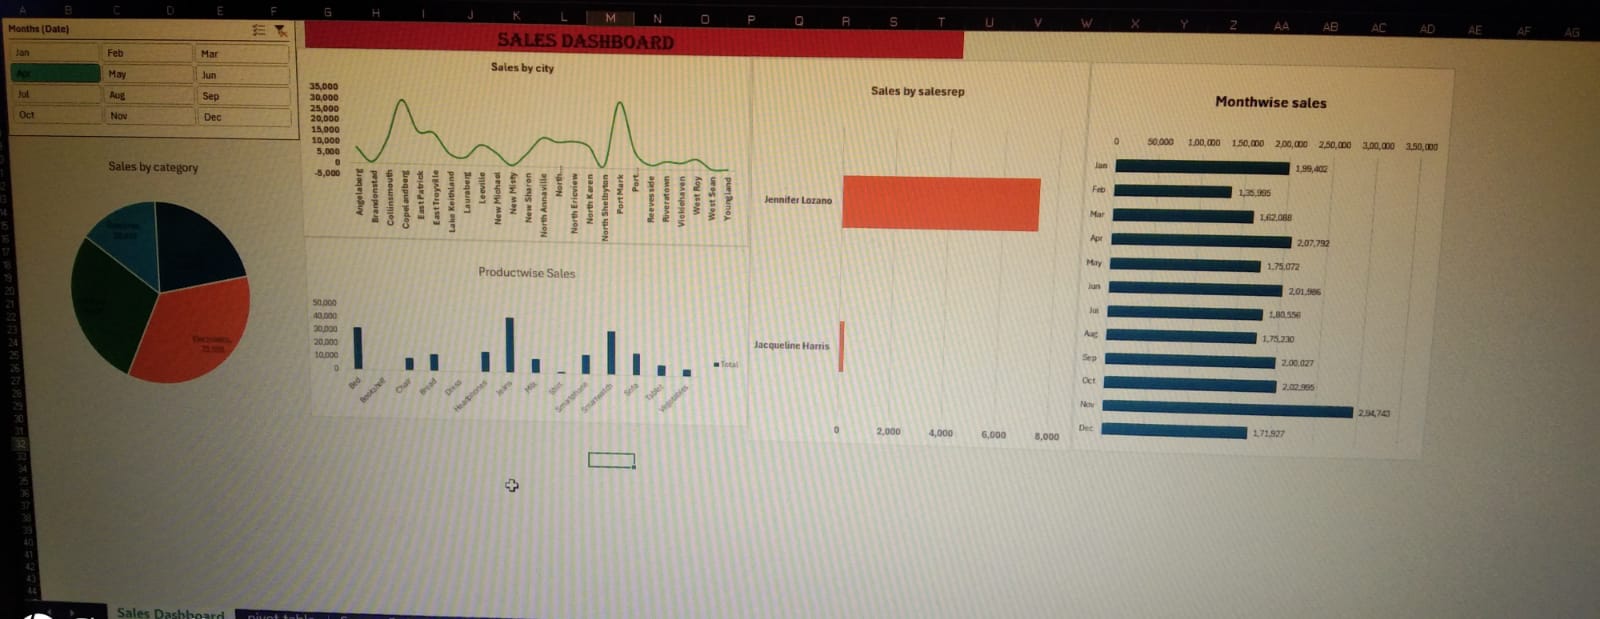 A B C D E F G H I J K L M N O P Q R S T U V W X Y Z AA AB AC AD AE AF AG
Months (Date)
Jan Feb Mar
Apr May Jun
Jul Aug Sep
Oct Nov Dec
SALES DASHBOARD
Sales by category
Sales by city
35,000
30,000
25,000
20,000
15,000
10,000
5,000
0
-5,000
Angelaberg
Brandonstad
Collinsmouth
Copelandberg
East Patrick
East Troyville
Lake Keithland
Lauraberg
Leeville
New Michael
New Misty
New Sharon
North Annaville
North...
North Ericview
North Karen
North Shelbyton
Port Mark
Port...
Reeveside
Riverstown
Vickiehaven
West Roy
West Sean
Youngland
Productwise Sales
50,000
40,000
30,000
20,000
10,000
0
Bed
Bookshelf
Chair
Bread
Dress
Headphones
Jeans
Milk
Shirt
Smartphone
Smartwatch
Sofa
Tablet
Vegetables
Total
Sales by salesrep
Jennifer Lozano
Jacqueline Harris
0 2,000 4,000 6,000 8,000
Monthwise sales
0 50,000 1,00,000 1,50,000 2,00,000 2,50,000 3,00,000 3,50,000
Jan 1,99,402
Feb 1,35,995
Mar 1,62,088
Apr 2,07,792
May 1,75,072
Jun 2,01,986
Jul 1,80,556
Aug 1,75,230
Sep 2,00,027
Oct 2,02,995
Nov 2,94,743
Dec 1,71,927
Sales Dashboard pivot table